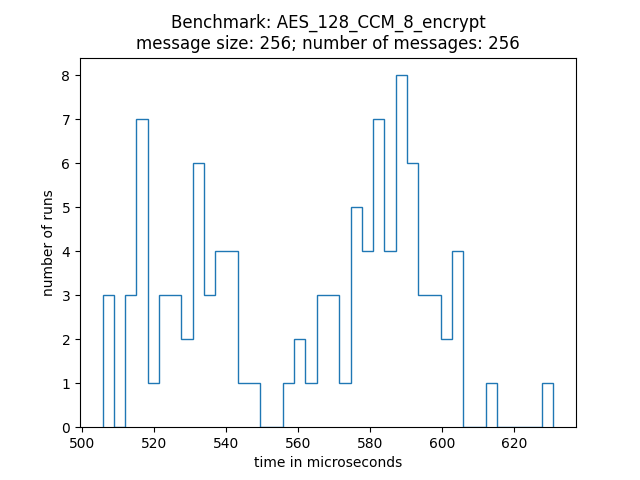 Benchmark: AES_128_CCM_8_encrypt
message size: 256; number of messages: 256
8
7
6
5
4
3
2
1
0
number of runs
500 520 540 560 580 600 620
time in microseconds